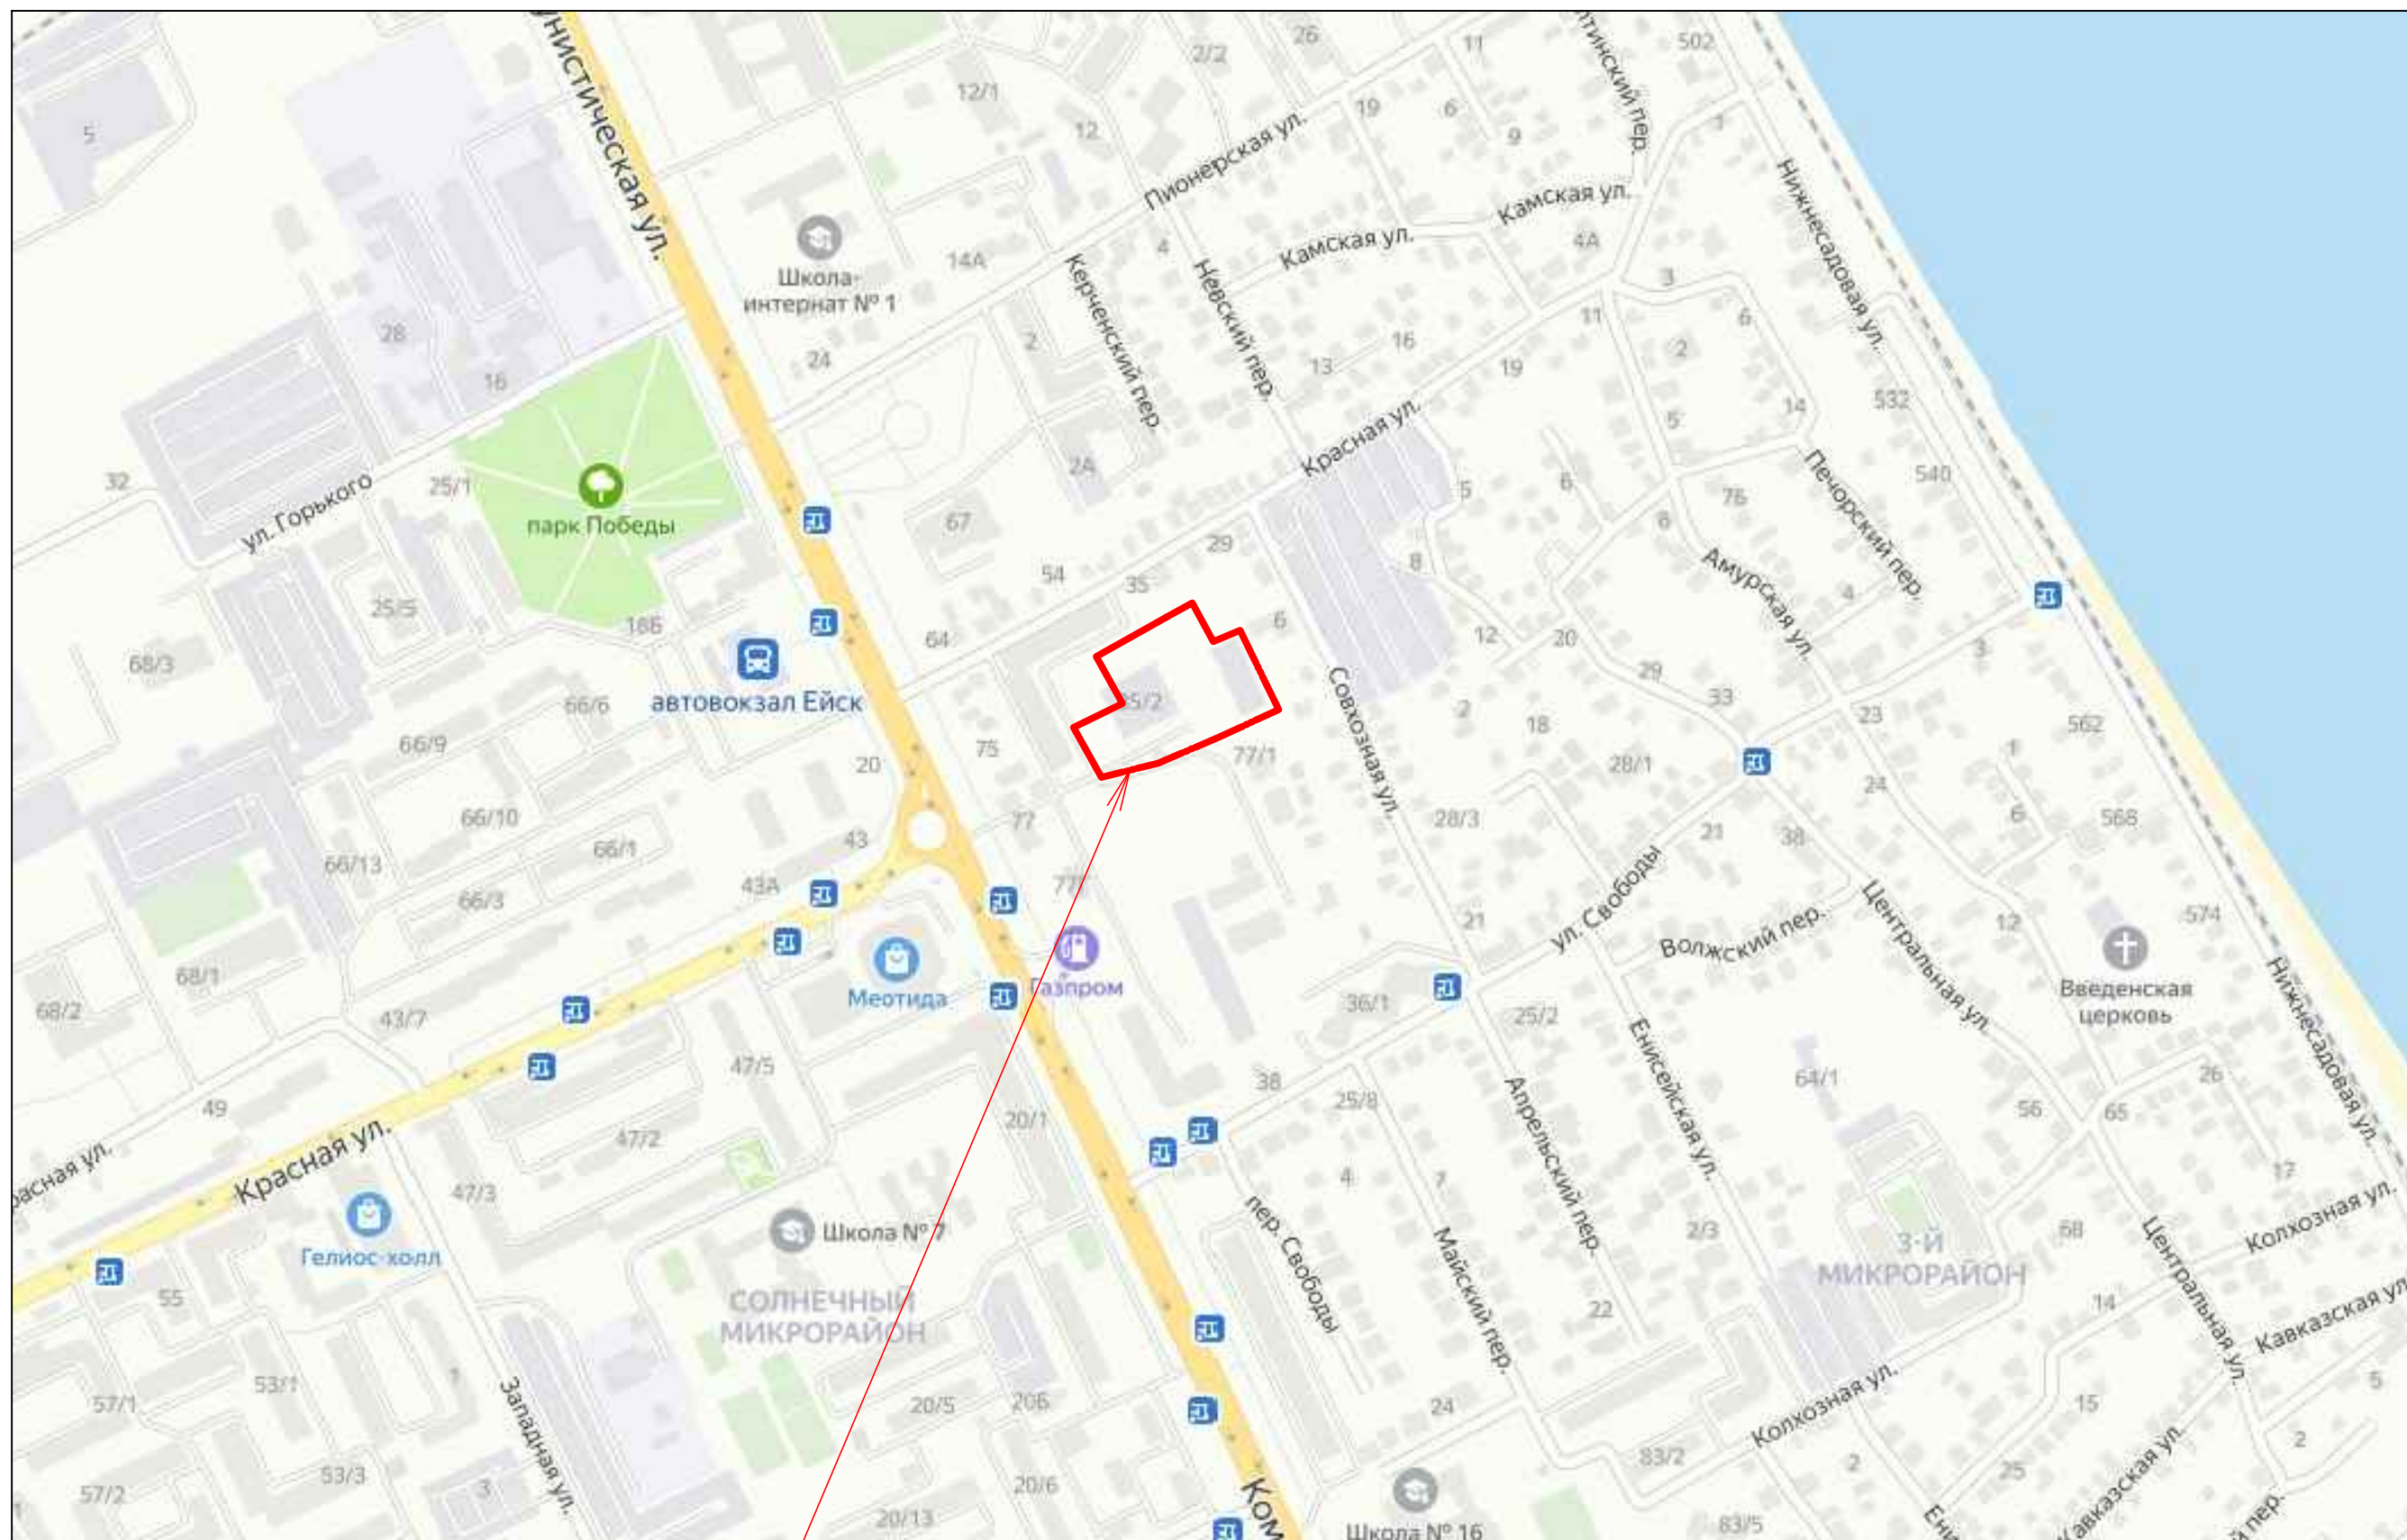 унистическая ул.
26
2/2
11
502
тинский пер.
12/1
5
12
19
6
9
1
Пионерская ул.
Нижнесадовая ул.
Камская ул.
Школа-
интернат № 1
14А
4
Камская ул.
4А
3
Керченский пер.
Невский пер.
28
2
16
11
6
24
13
19
2
16
14
532
Красная ул.
5
2А
32
25/1
ул. Горького
парк Победы
67
5
6
76
540
Печорский пер.
6
29
54
35
8
Амурская ул.
4
25/5
18Б
6
12
20
64
68/3
3
автовокзал Ейск
66/6
Совхозная ул.
29
33
2
18
23
562
66/9
75
20
77/1
28/1
1
24
66/10
77
43
28/3
21
38
6
568
66/13
66/1
43А
ул. Свободы
66/3
21
Волжский пер.
Центральная ул.
12
574
68/1
Меотида
Газпром
Введенская
церковь
68/2
43/7
36/1
25/2
Нижнесадовая ул.
Енисейская ул.
47/5
38
64/1
26
49
25/8
Апрельский пер.
56
65
20/1
47/2
Красная ул.
4
7
17
47/3
пер. Свободы
Школа № 7
2/3
68
Колхозная ул.
Гелиос-холл
Майский пер.
3-Й
МИКРОРАЙОН
Центральная ул.
55
СОЛНЕЧНЫЙ
МИКРОРАЙОН
22
14
Кавказская ул
53/1
1
57/1
Западная ул.
20/5
20Б
24
Колхозная ул.
15
5
2
53/3
57/2
3
20/6
83/2
2
25
Ком
20/13
Школа № 16
83/5
Кавказская ул.